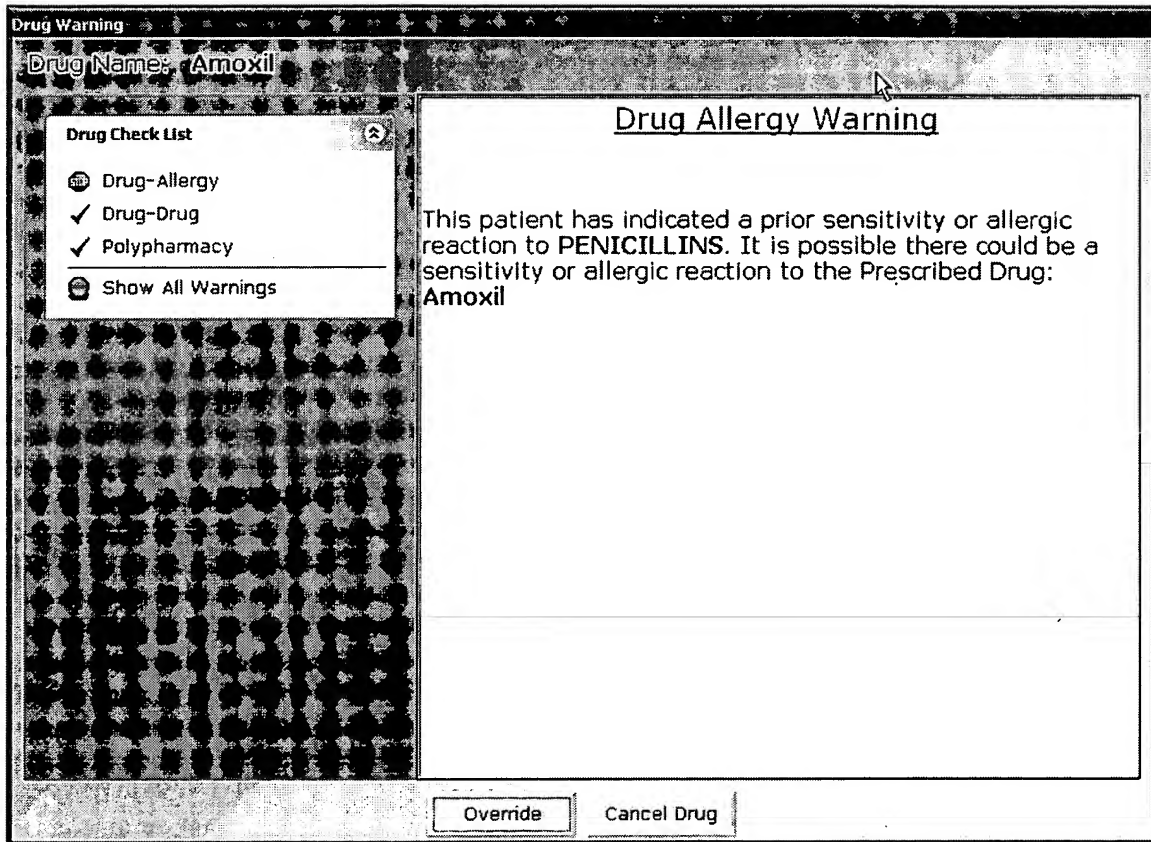 Drug Warning
Drug Name: Amoxil
Drug Check List
STOP Drug-Allergy
Drug-Drug
Polypharmacy
Show All Warnings
Drug Allergy Warning
This patient has indicated a prior sensitivity or allergic
reaction to PENICILLINS. It is possible there could be a
sensitivity or allergic reaction to the Prescribed Drug:
Amoxil
Override
Cancel Drug